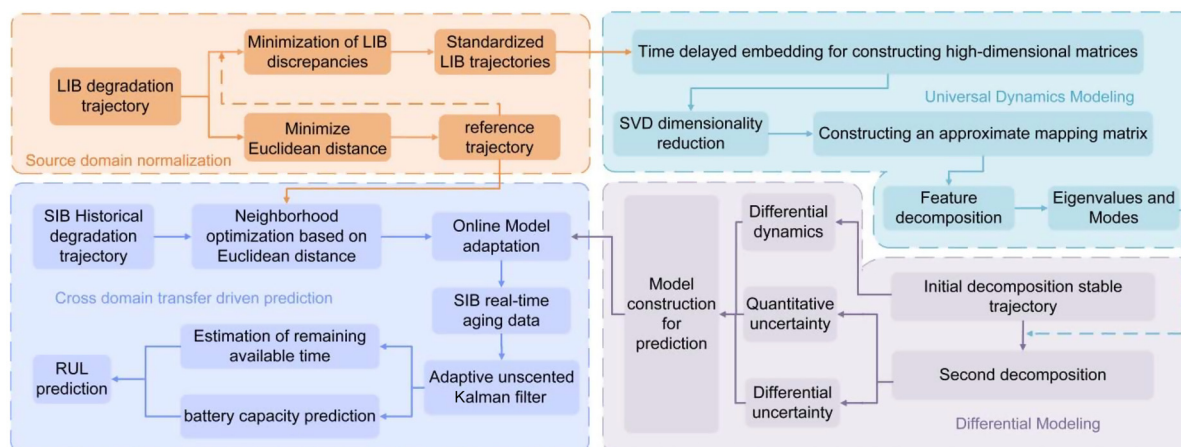 LIB degradation
trajectory
Minimization of LIB
discrepancies
Standardized
LIB trajectories
Minimize
Euclidean distance
reference
trajectory
Source domain normalization
Time delayed embedding for constructing high-dimensional matrices
Universal Dynamics Modeling
SVD dimensionality
reduction
Constructing an approximate mapping matrix
Feature
decomposition
Eigenvalues and
Modes
SIB Historical
degradation
trajectory
Neighborhood
optimization based on
Euclidean distance
Online Model
adaptation
Cross domain transfer driven prediction
SIB real-time
aging data
Estimation of remaining
available time
RUL
prediction
Adaptive unscented
Kalman filter
battery capacity prediction
Model
construction
for
prediction
Differential
dynamics
Quantitative
uncertainty
Differential
uncertainty
Initial decomposition stable
trajectory
Second decomposition
Differential Modeling